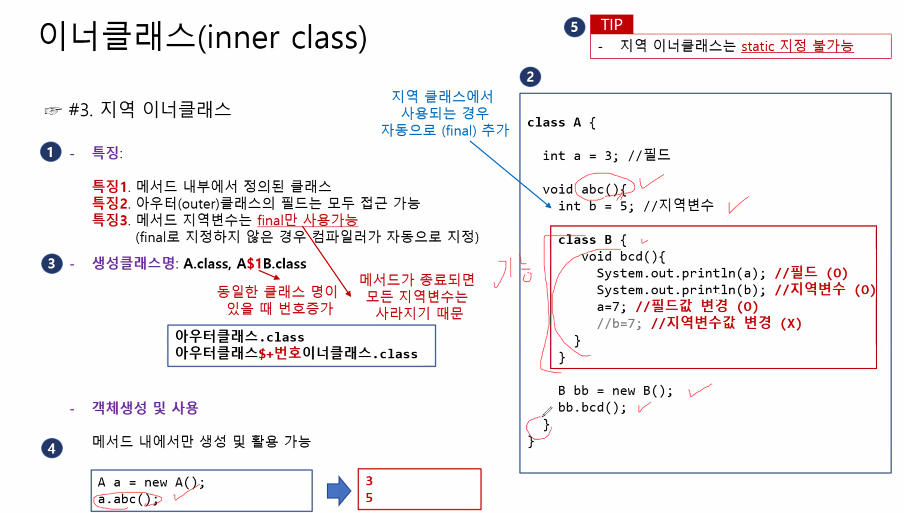 이너클래스(inner class)
5 TIP
- 지역 이너클래스는 static 지정 불가능
☞ #3. 지역 이너클래스
1 - 특징:
특징1. 메서드 내부에서 정의된 클래스
특징2. 아우터(outer)클래스의 필드는 모두 접근 가능
특징3. 메서드 지역변수는 final만 사용가능
(final로 지정하지 않은 경우 컴파일러가 자동으로 지정)
3 - 생성클래스명: A.class, A$1B.class
동일한 클래스 명이
있을 때 번호증가
메서드가 종료되면
모든 지역변수는
사라지기 때문
아우터클래스.class
아우터클래스$+번호이너클래스.class
- 객체생성 및 사용
4 메서드 내에서만 생성 및 활용 가능
A a = new A();
a.abc();
3
5
2
지역 클래스에서
사용되는 경우
자동으로 (final) 추가
class A {
int a = 3; //필드
void abc(){
int b = 5; //지역변수
class B {
void bcd(){
System.out.println(a); //필드 (O)
System.out.println(b); //지역변수 (O)
a=7; //필드값 변경 (O)
//b=7; //지역변수값 변경 (X)
}
}
B bb = new B();
bb.bcd();
}
}
가능